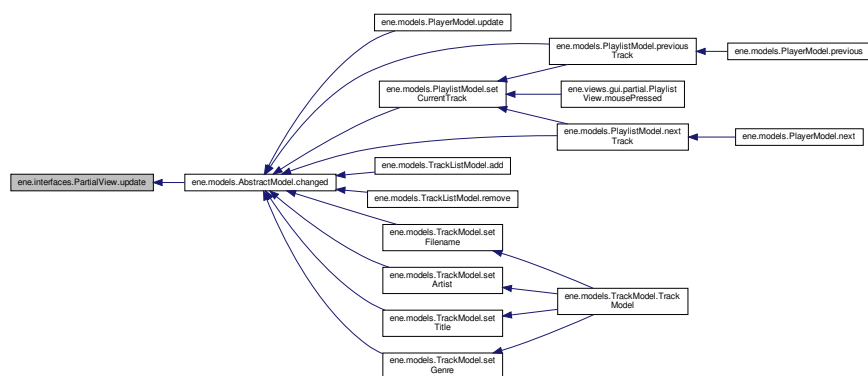 ene.models.PlayerModel.update
ene.models.PlaylistModel.previous
Track
ene.models.PlayerModel.previous
ene.models.PlaylistModel.set
CurrentTrack
ene.views.gui.partial.Playlist
View.mousePressed
ene.models.PlaylistModel.next
Track
ene.models.PlayerModel.next
ene.interfaces.PartialView.update
ene.models.AbstractModel.changed
ene.models.TrackListModel.add
ene.models.TrackListModel.remove
ene.models.TrackModel.set
Filename
ene.models.TrackModel.set
Artist
ene.models.TrackModel.Track
Model
ene.models.TrackModel.set
Title
ene.models.TrackModel.set
Genre